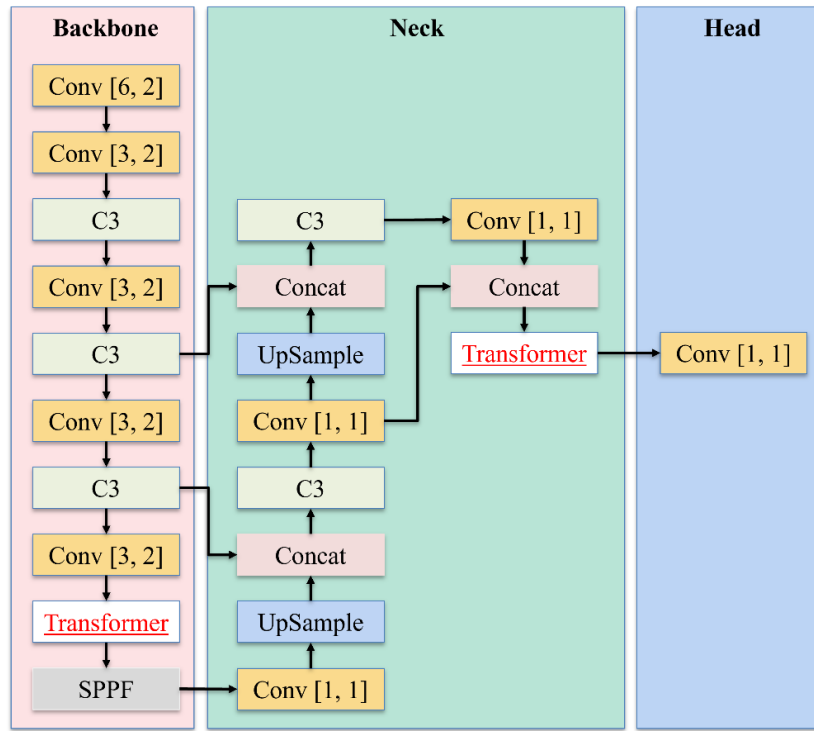 Backbone
Conv [6, 2]
Conv [3, 2]
C3
Conv [3, 2]
C3
Conv [3, 2]
C3
Conv [3, 2]
Transformer
SPPF
Neck
C3
Concat
UpSample
Conv [1, 1]
C3
Concat
UpSample
Conv [1, 1]
Conv [1, 1]
Concat
Transformer
Head
Conv [1, 1]